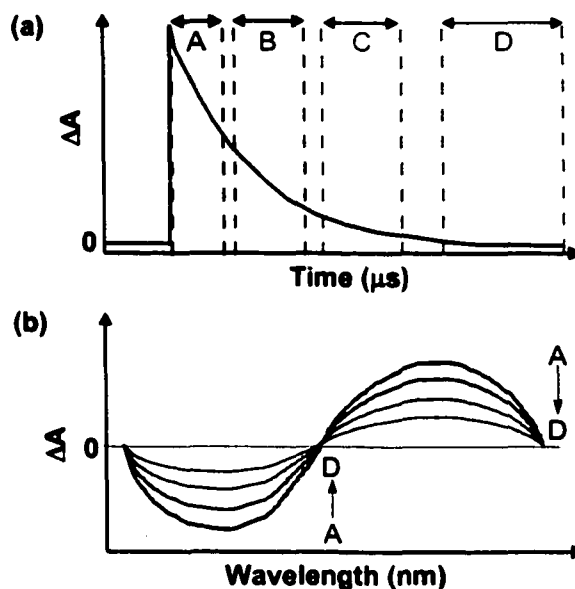 (a)
A B C D
ΔA
0
Time (μs)
(b)
A
D
ΔA
0
D
A
Wavelength (nm)